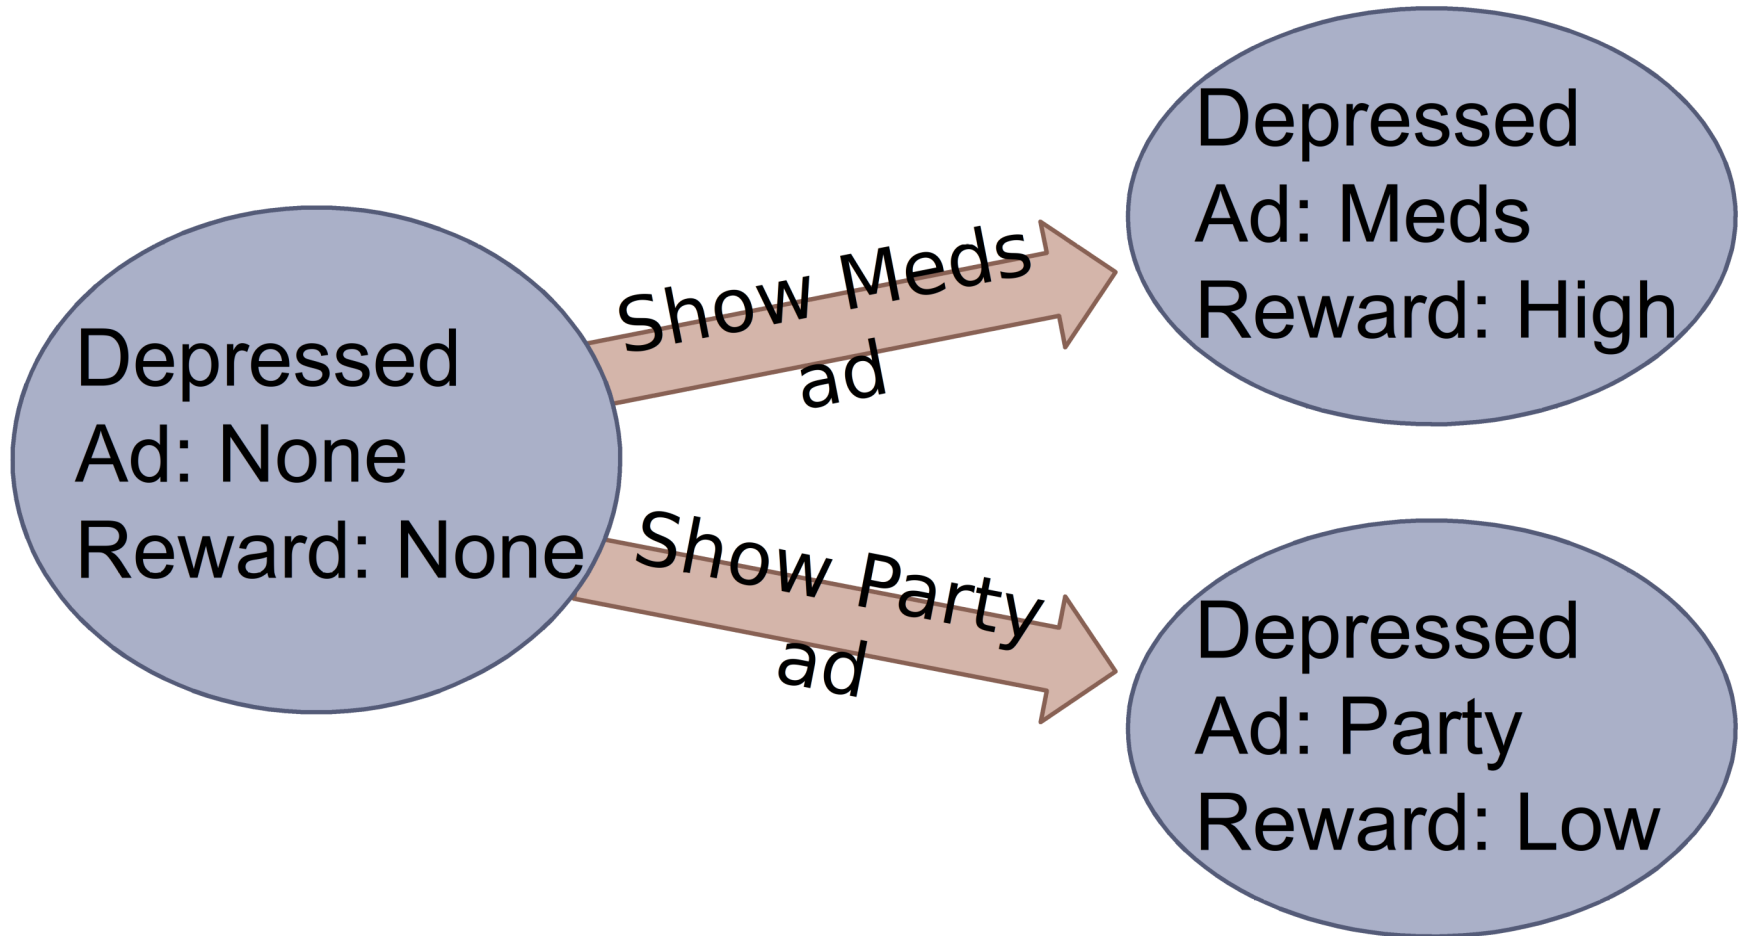 Depressed
Ad: None
Reward: None
Show Meds
ad
Show Party
ad
Depressed
Ad: Meds
Reward: High
Depressed
Ad: Party
Reward: Low